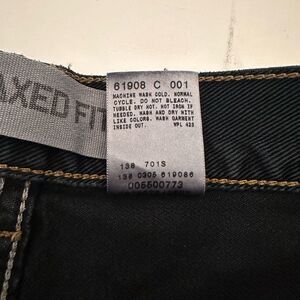 AXED FIT
61908 C 001
MACHINE WASH COLD. NORMAL
CYCLE. DO NOT BLEACH.
TUMBLE DRY HOT. HOT IRON IF
NEEDED. WASH AND DRY WITH
LIKE COLORS. WASH GARMENT
INSIDE OUT. WPL 423
138 701S
138 0305 619086
005500773